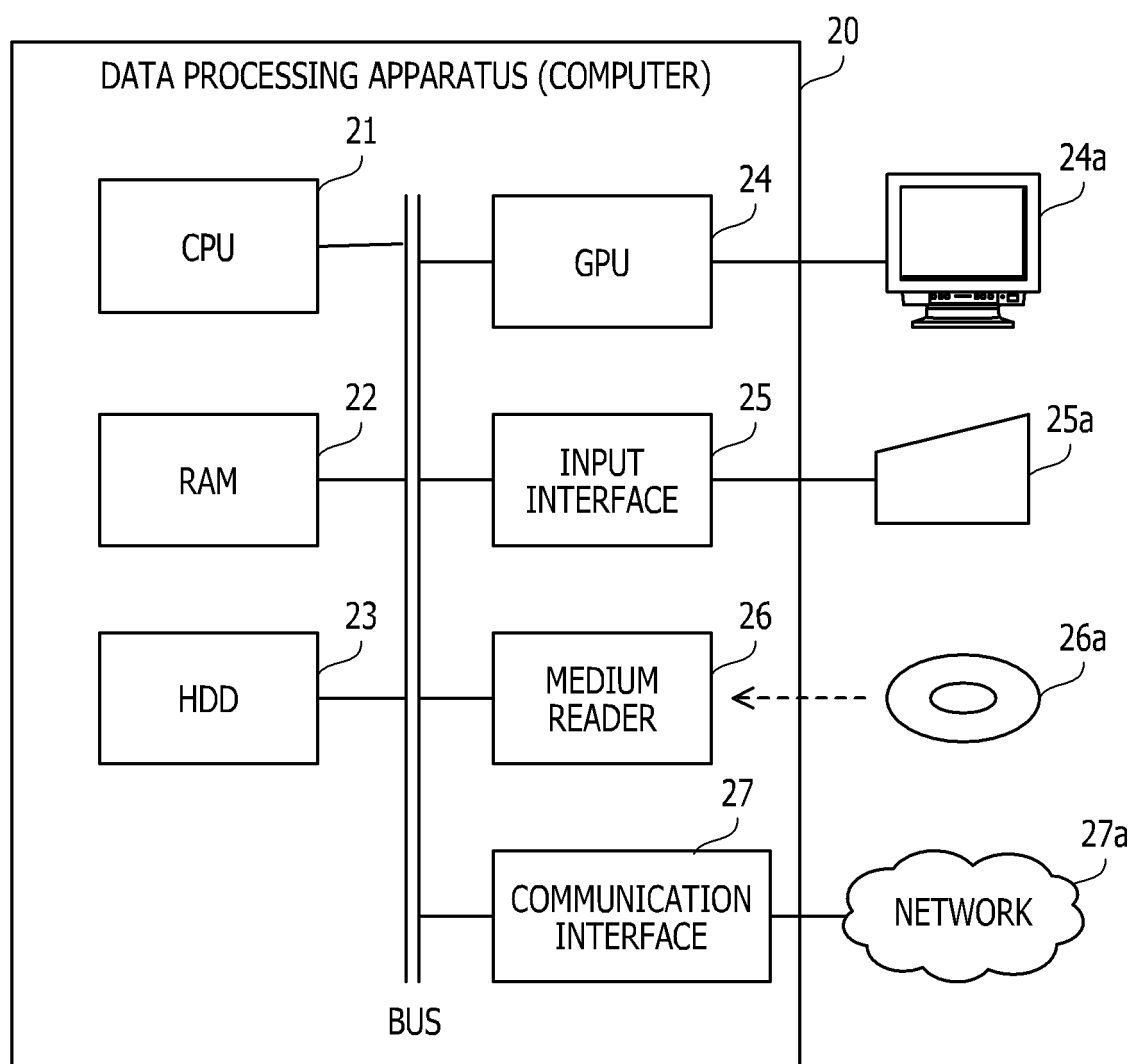 20
DATA PROCESSING APPARATUS (COMPUTER)
21
CPU
24
GPU
24a
22
RAM
25
INPUT
INTERFACE
25a
23
HDD
26
MEDIUM
READER
26a
27
COMMUNICATION
INTERFACE
27a
NETWORK
BUS